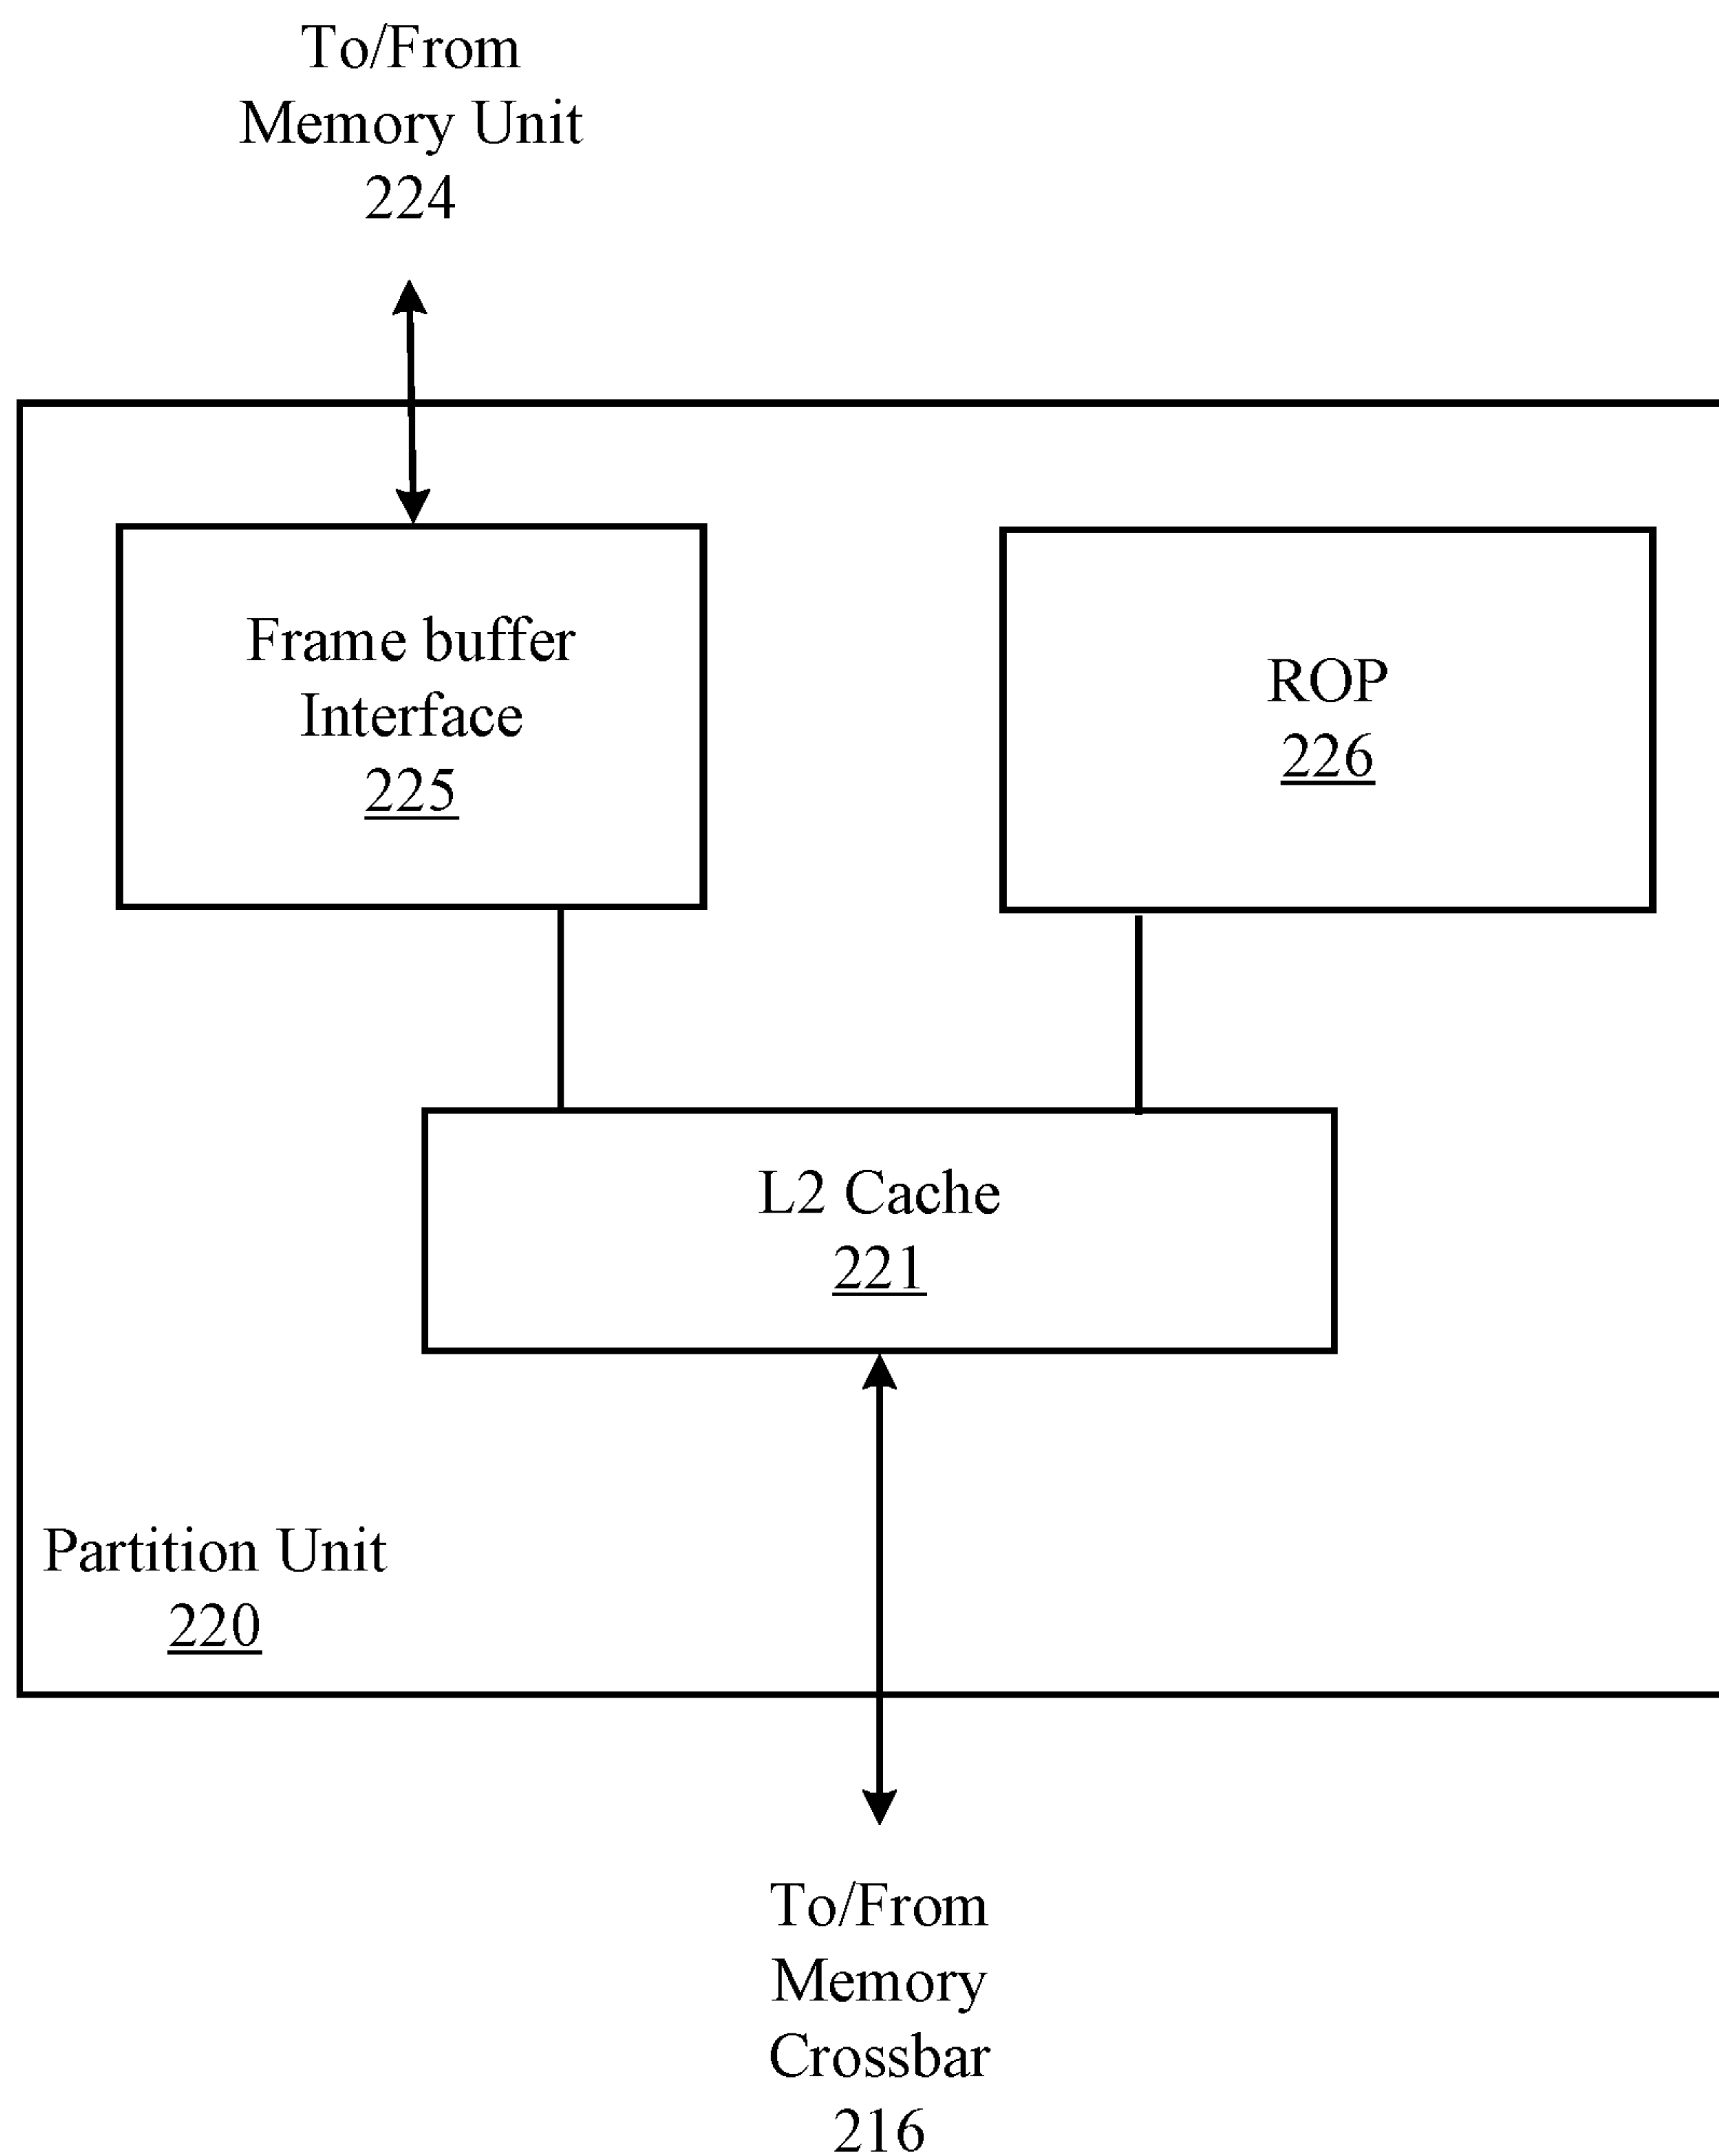 To/From
Memory Unit
224
Frame buffer
Interface
225
ROP
226
L2 Cache
221
Partition Unit
220
To/From
Memory
Crossbar
216